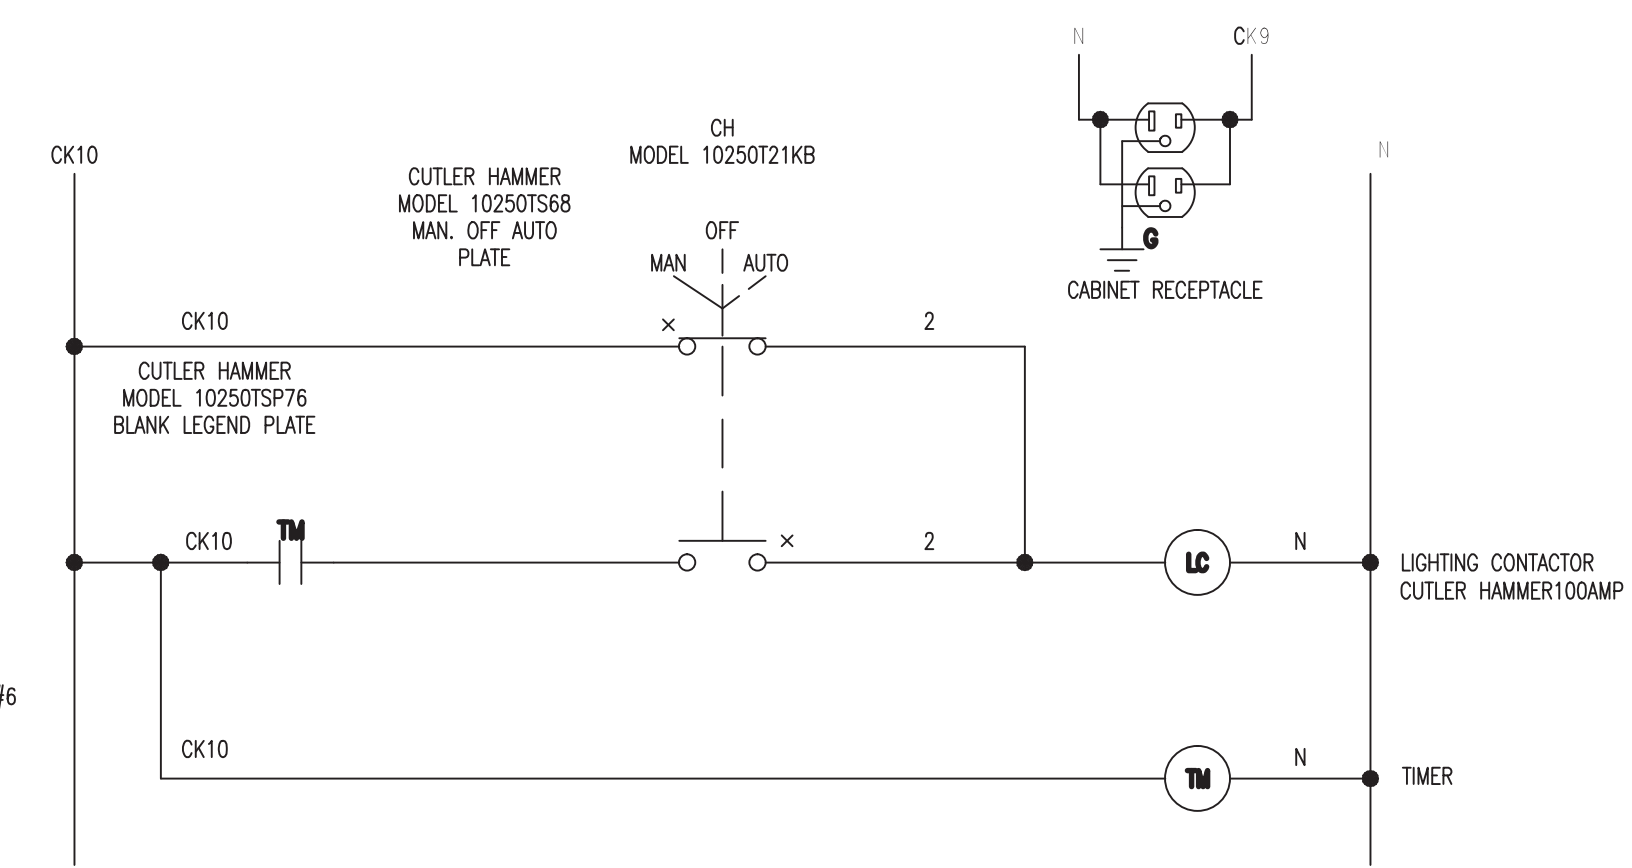 N
CK9
CH
MODEL 10250T21KB
CK10
N
CUTLER HAMMER
MODEL 10250TS68
MAN. OFF AUTO
PLATE
OFF
MAN
AUTO
G
CABINET RECEPTACLE
CK10
×
2
CUTLER HAMMER
MODEL 10250TSP76
BLANK LEGEND PLATE
CK10
TM
×
2
LC
N
LIGHTING CONTACTOR
CUTLER HAMMER100AMP
#6
CK10
TM
N
TIMER